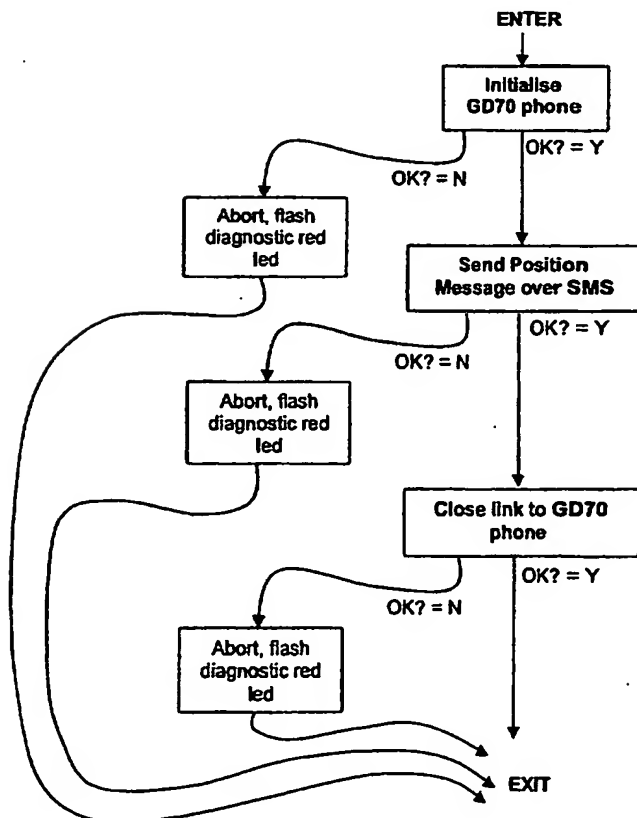 ENTER
Initialise
GD70 phone
OK? = Y
OK? = N
Abort, flash
diagnostic red
led
Send Position
Message over SMS
OK? = Y
OK? = N
Abort, flash
diagnostic red
led
Close link to GD70
phone
OK? = Y
OK? = N
Abort, flash
diagnostic red
led
EXIT